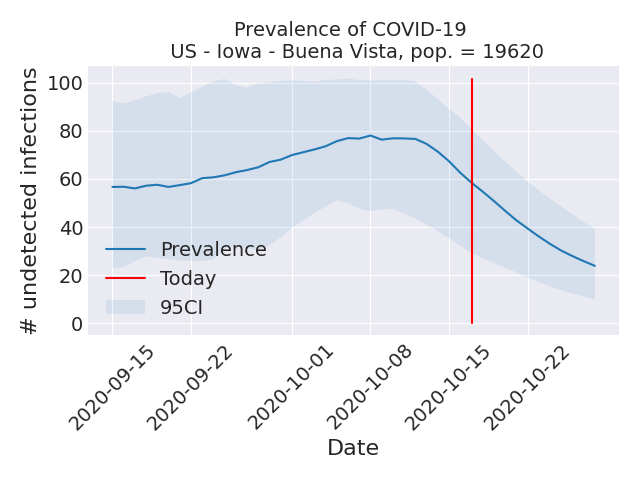 Prevalence of COVID-19
US - Iowa - Buena Vista, pop. = 19620
# undetected infections
100
80
60
40
20
0
Prevalence
Today
95CI
2020-09-15
2020-09-22
2020-10-01
2020-10-08
2020-10-15
2020-10-22
Date